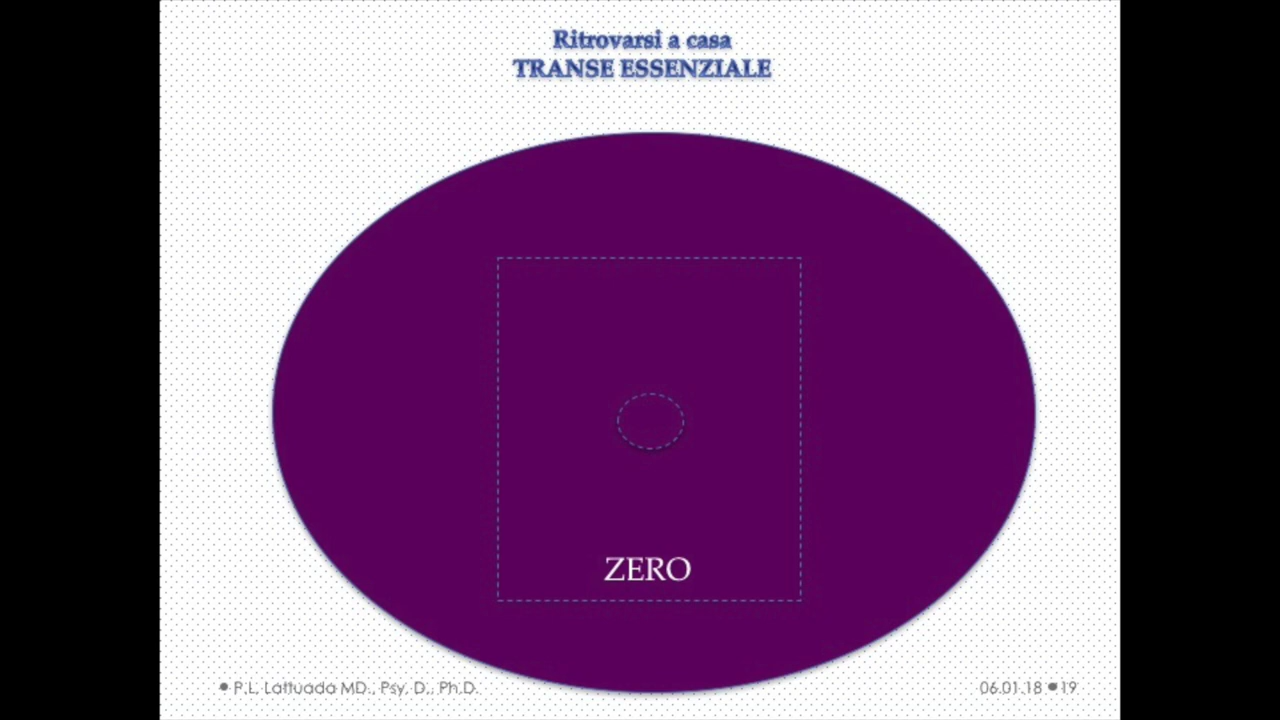 Ritrovarsi a casa
TRANSE ESSENZIALE
ZERO
P.L. Lattuada MD., Psy. D., Ph.D.
06.01.18 ● 19